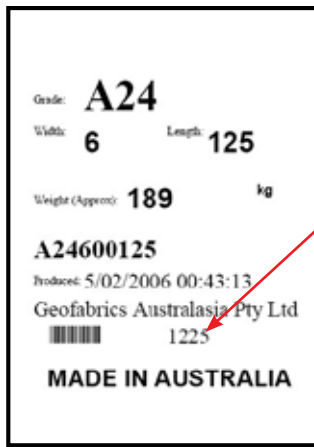 Grade: A24
Width: 6 Length: 125
Weight (Approx): 189 kg
A24600125
Produced: 5/02/2006 00:43:13
Geofabrics Australasia Pty Ltd
1225
MADE IN AUSTRALIA